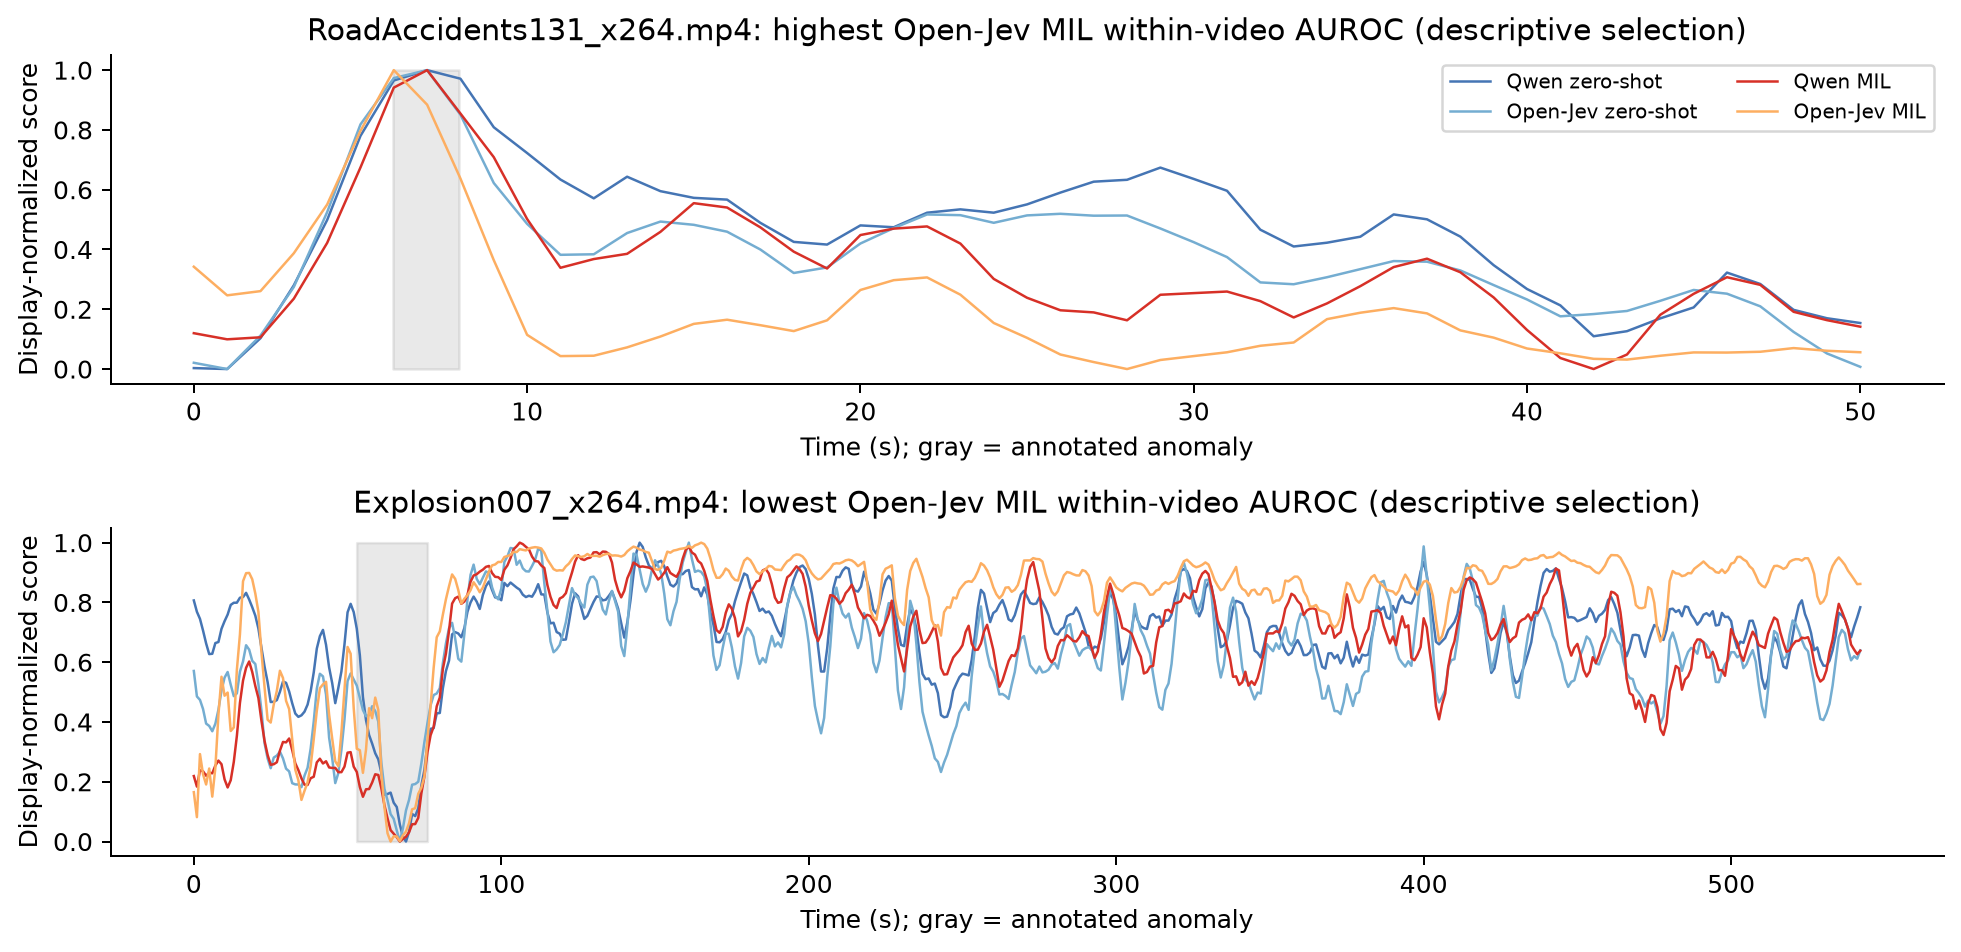 RoadAccidents131_x264.mp4: highest Open-Jev MIL within-video AUROC (descriptive selection)
Display-normalized score
1.0
0.8
0.6
0.4
0.2
0.0
Qwen zero-shot
Open-Jev zero-shot
Qwen MIL
Open-Jev MIL
0 10 20 30 40 50
Time (s); gray = annotated anomaly
Explosion007_x264.mp4: lowest Open-Jev MIL within-video AUROC (descriptive selection)
Display-normalized score
1.0
0.8
0.6
0.4
0.2
0.0
0 100 200 300 400 500
Time (s); gray = annotated anomaly